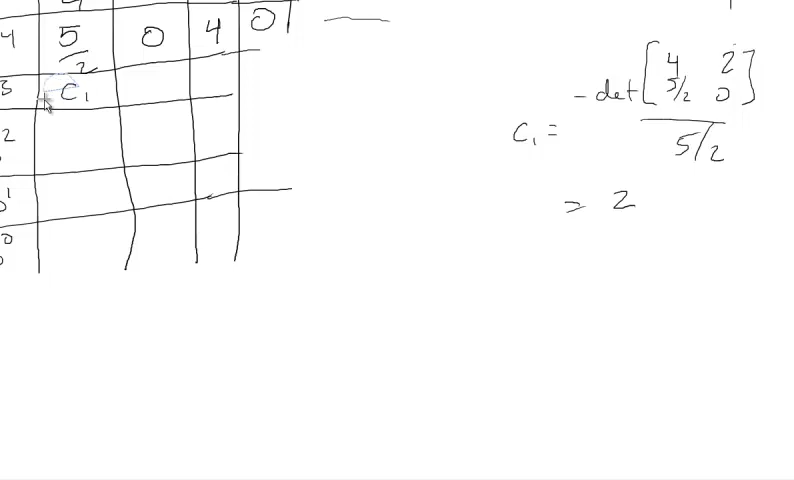 4 5/2 0 4 0
3 C₁
2
1
0
C₁ = -det[4 2
5/2 0] / 5/2
= 2